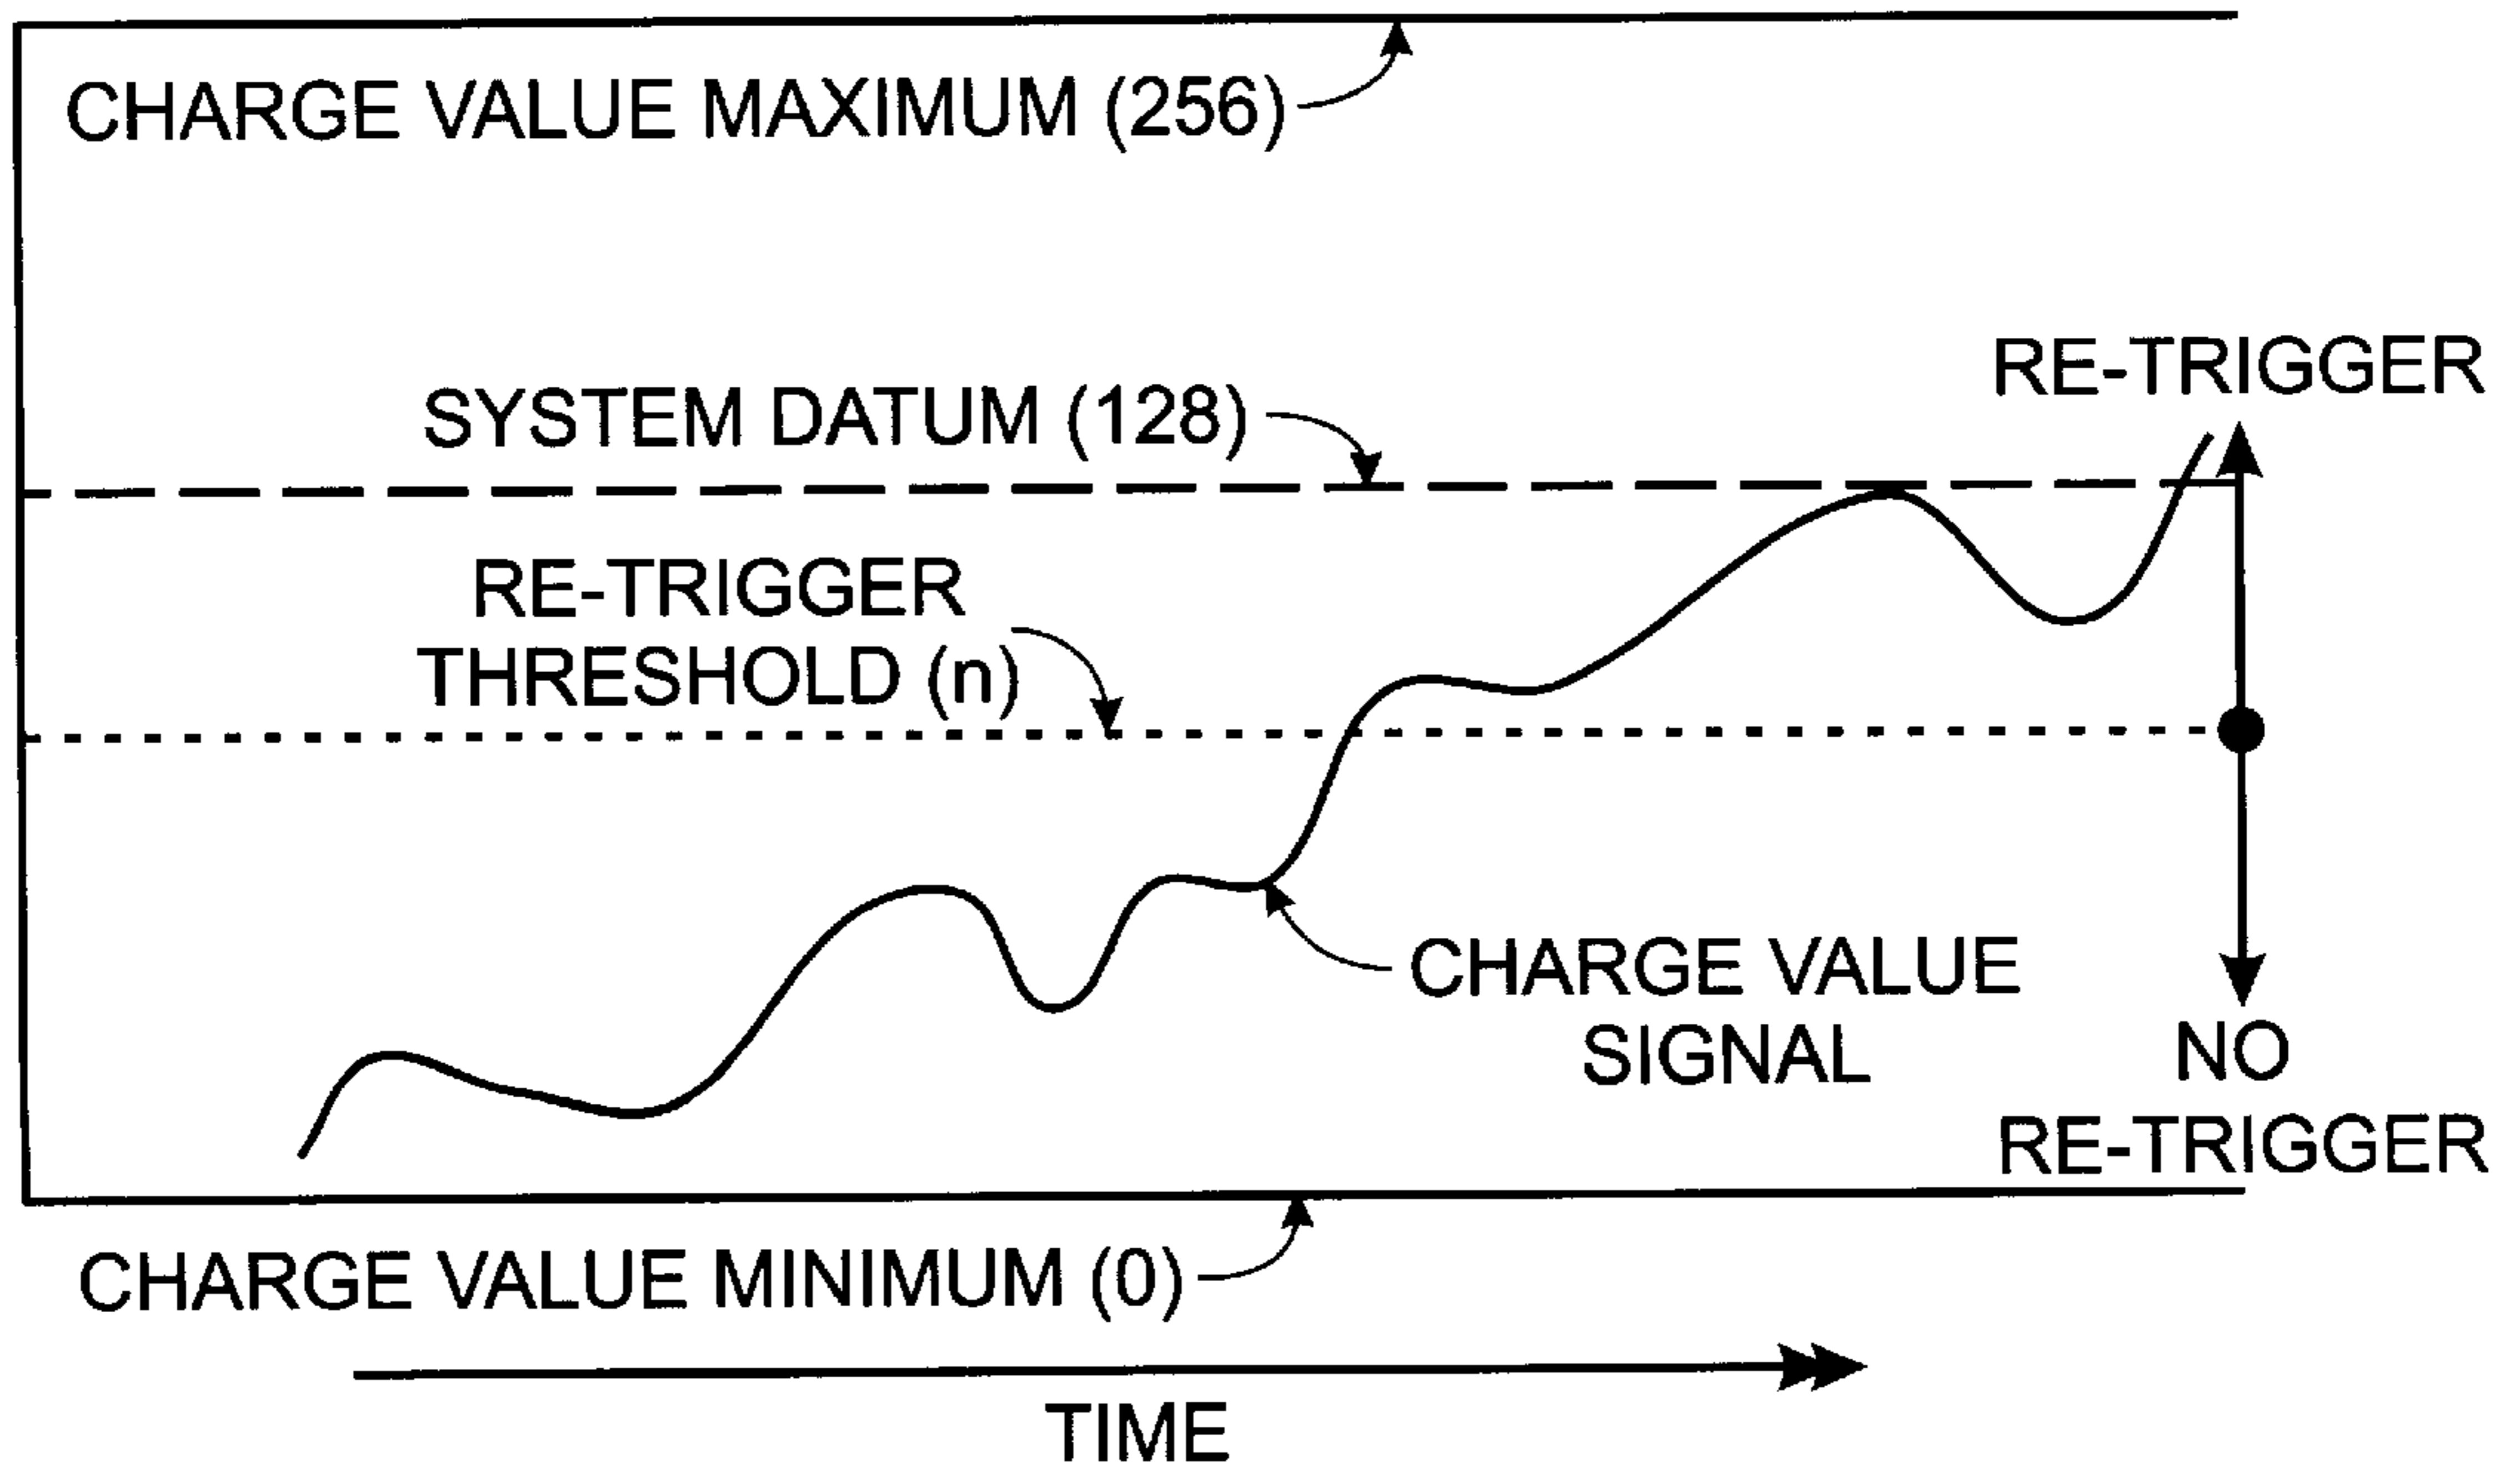 CHARGE VALUE MAXIMUM (256)
RE-TRIGGER
SYSTEM DATUM (128)
RE-TRIGGER
THRESHOLD (n)
CHARGE VALUE
SIGNAL
NO
RE-TRIGGER
CHARGE VALUE MINIMUM (0)
TIME